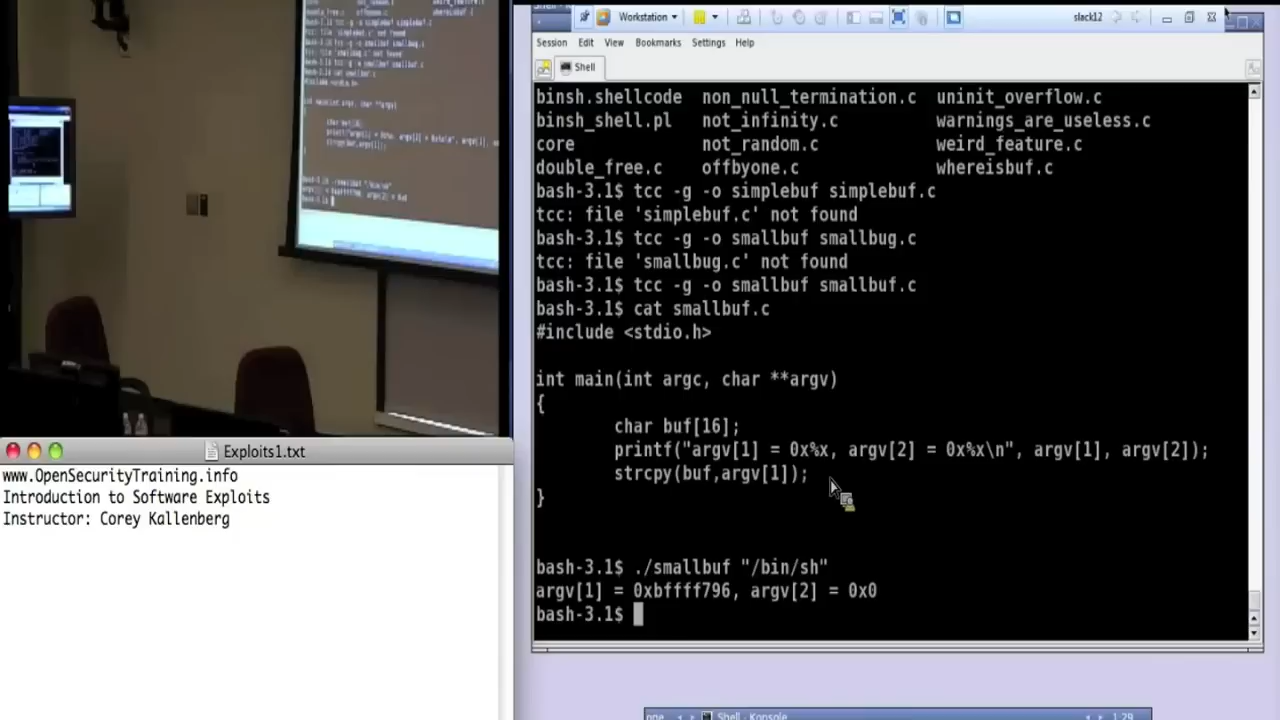 Exploits1.txt
www.OpenSecurityTraining.info
Introduction to Software Exploits
Instructor: Corey Kallenberg
Shell
Workstation
slack12
Session Edit View Bookmarks Settings Help
Shell
binsh.shellcode non_null_termination.c uninit_overflow.c
binsh_shell.pl not_infinity.c warnings_are_useless.c
core not_random.c weird_feature.c
double_free.c offbyone.c whereisbuf.c
bash-3.1$ tcc -g -o simplebuf simplebuf.c
tcc: file 'simplebuf.c' not found
bash-3.1$ tcc -g -o smallbuf smallbug.c
tcc: file 'smallbug.c' not found
bash-3.1$ tcc -g -o smallbuf smallbuf.c
bash-3.1$ cat smallbuf.c
#include <stdio.h>
int main(int argc, char **argv)
{
char buf[16];
printf("argv[1] = 0x%x, argv[2] = 0x%x\n", argv[1], argv[2]);
strcpy(buf,argv[1]);
}
bash-3.1$ ./smallbuf "/bin/sh"
argv[1] = 0xbffff796, argv[2] = 0x0
bash-3.1$
Shell - Konsole
1:29